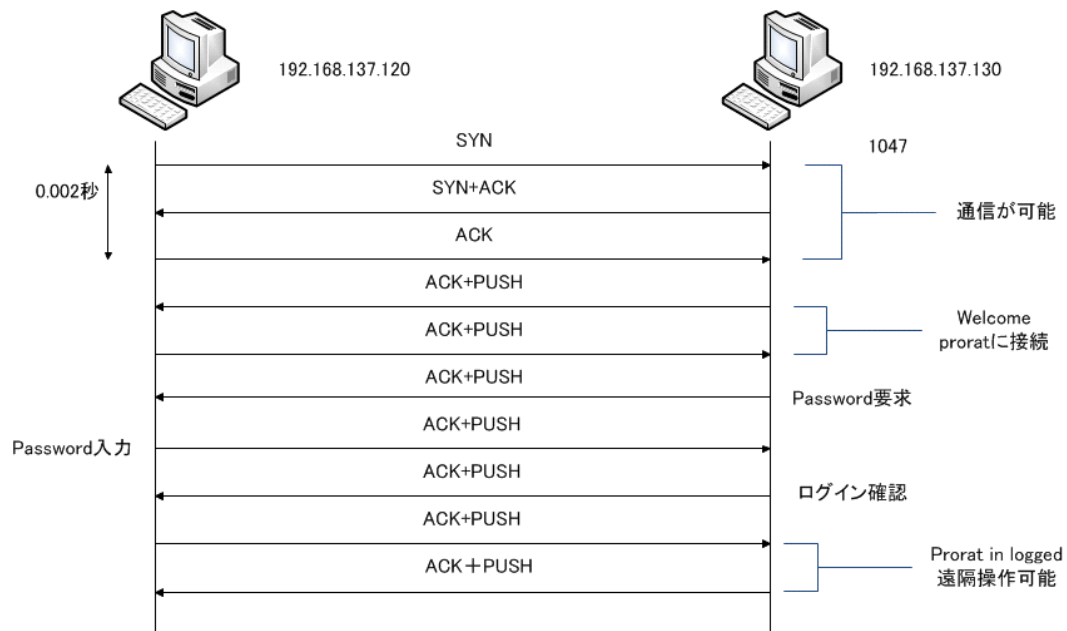 192.168.137.120
192.168.137.130
SYN
1047
0.002秒
SYN+ACK
通信が可能
ACK
ACK+PUSH
Welcome
proratに接続
ACK+PUSH
ACK+PUSH
Password要求
ACK+PUSH
Password入力
ACK+PUSH
ログイン確認
ACK+PUSH
Prorat in logged
遠隔操作可能
ACK＋PUSH